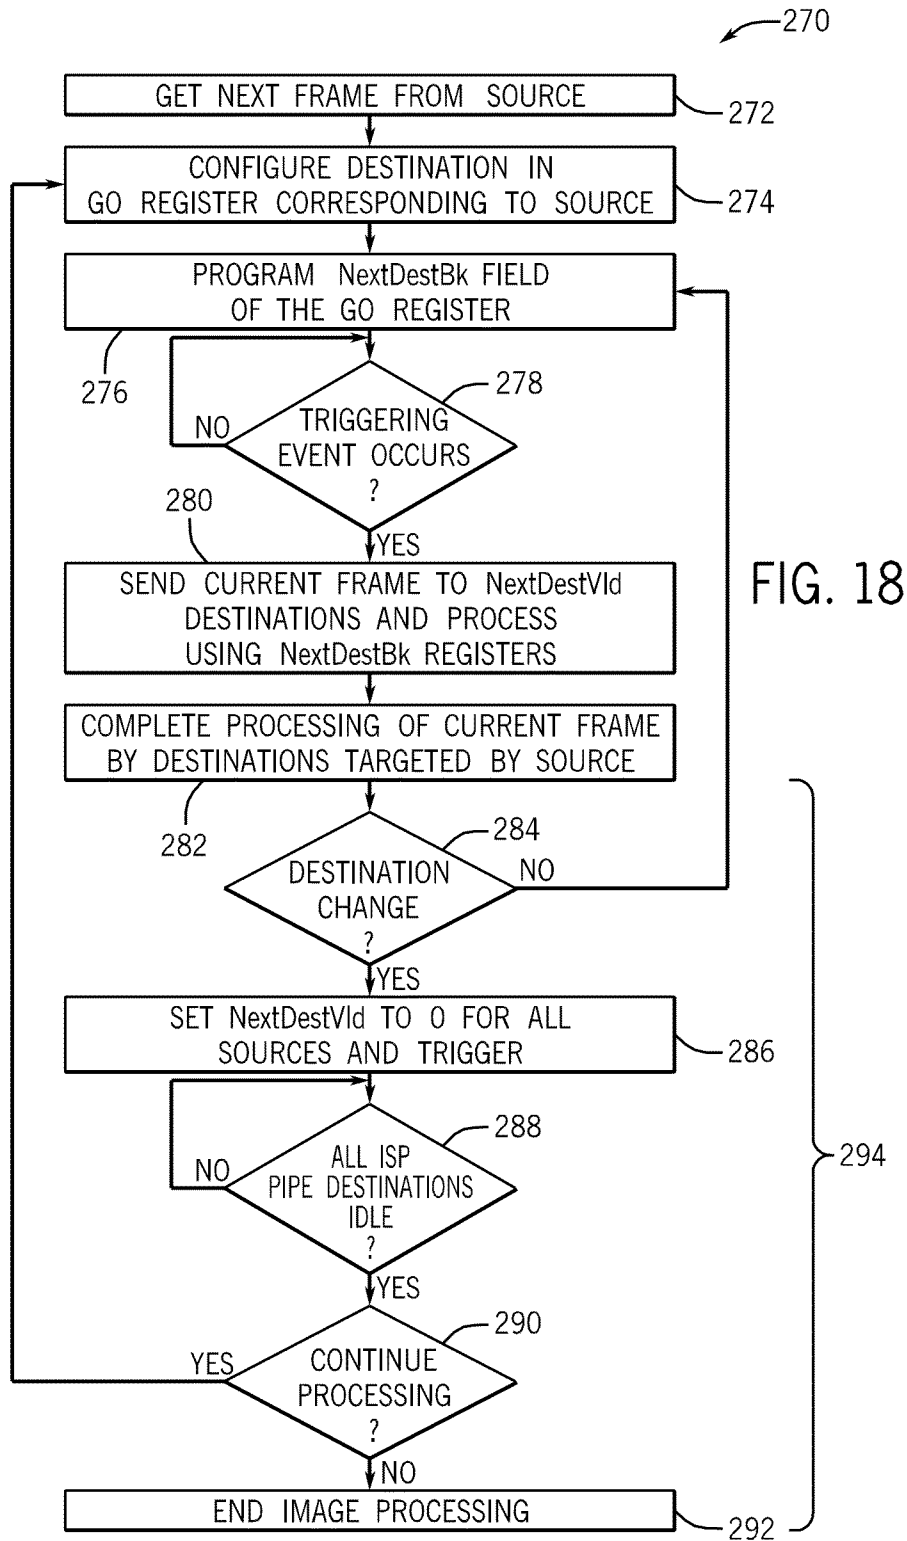 270
GET NEXT FRAME FROM SOURCE
272
CONFIGURE DESTINATION IN
GO REGISTER CORRESPONDING TO SOURCE
274
PROGRAM NextDestBk FIELD
OF THE GO REGISTER
276
278
NO
TRIGGERING
EVENT OCCURS
?
280
YES
SEND CURRENT FRAME TO NextDestVld
DESTINATIONS AND PROCESS
USING NextDestBk REGISTERS
FIG. 18
COMPLETE PROCESSING OF CURRENT FRAME
BY DESTINATIONS TARGETED BY SOURCE
282
284
DESTINATION
CHANGE
?
NO
YES
SET NextDestVld TO 0 FOR ALL
SOURCES AND TRIGGER
286
288
NO
ALL ISP
PIPE DESTINATIONS
IDLE
?
294
YES
290
YES
CONTINUE
PROCESSING
?
NO
END IMAGE PROCESSING
292